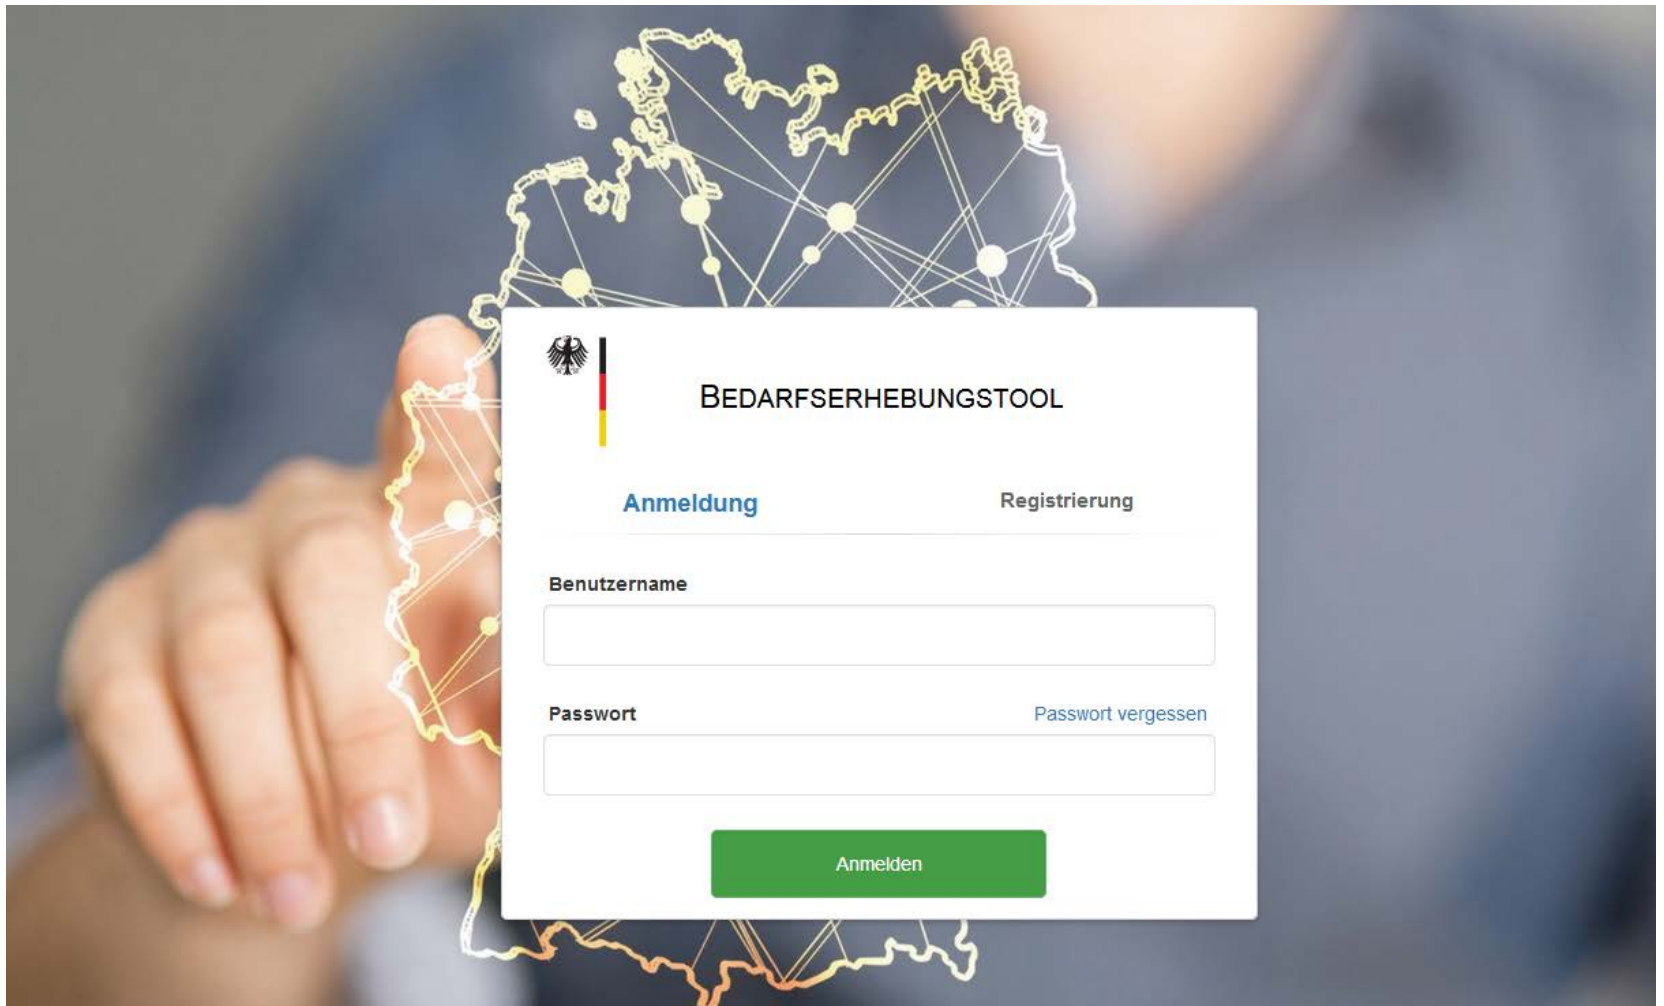 BEDARFSERHEBUNGSTOOL
Anmeldung
Registrierung
Benutzername
Passwort
Passwort vergessen
Anmelden